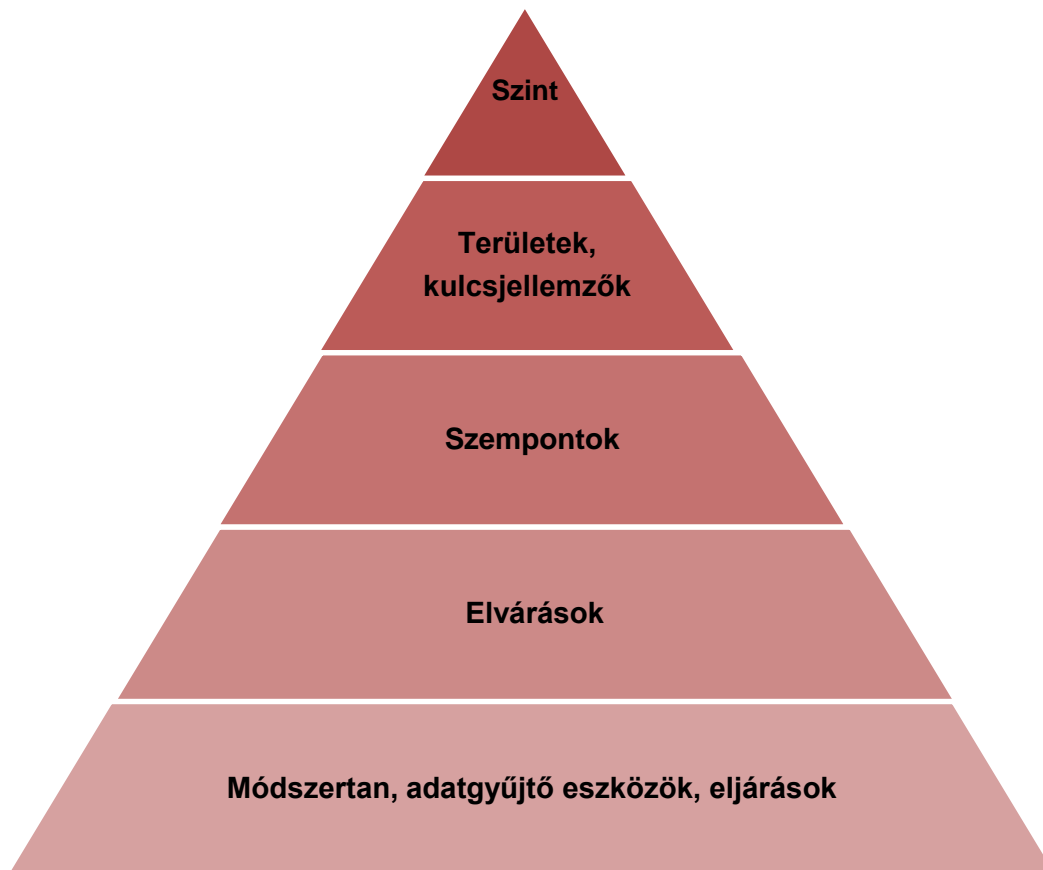 Szint
Területek,
kulcsjellemzők
Szempontok
Elvárások
Módszertan, adatgyűjtő eszközök, eljárások